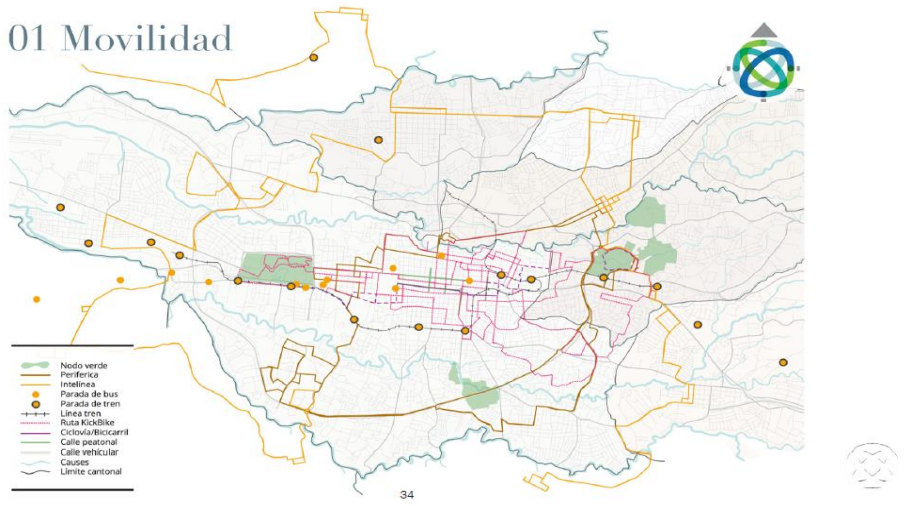 01 Movilidad
Nodo verde
Periferica
Intelínea
Parada de bus
Parada de tren
Línea tren
Ruta KickBike
Ciclovía/Bicicarril
Calle peatonal
Calle vehícular
Causes
Límite cantonal
34